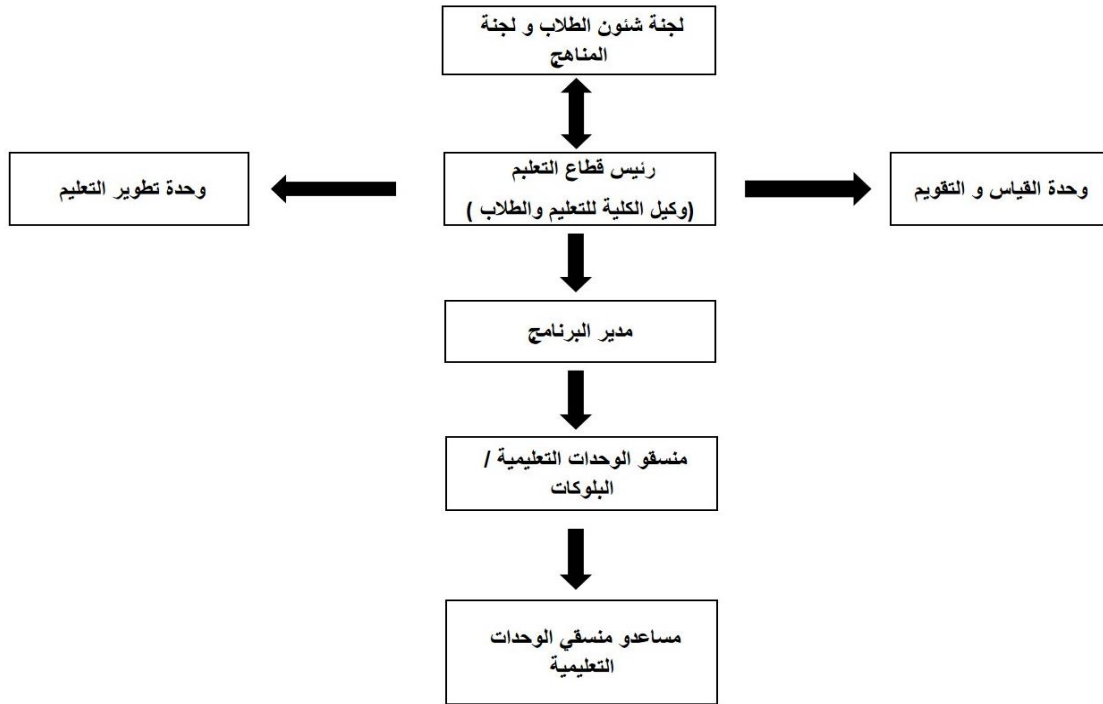 لجنة شئون الطلاب و لجنة
المناهج
وحدة القياس و التقويم
رئيس قطاع التعليم
(وكيل الكلية للتعليم والطلاب )
وحدة تطوير التعليم
مدير البرنامج
منسقو الوحدات التعليمية /
البلوكات
مساعدو منسقي الوحدات
التعليمية